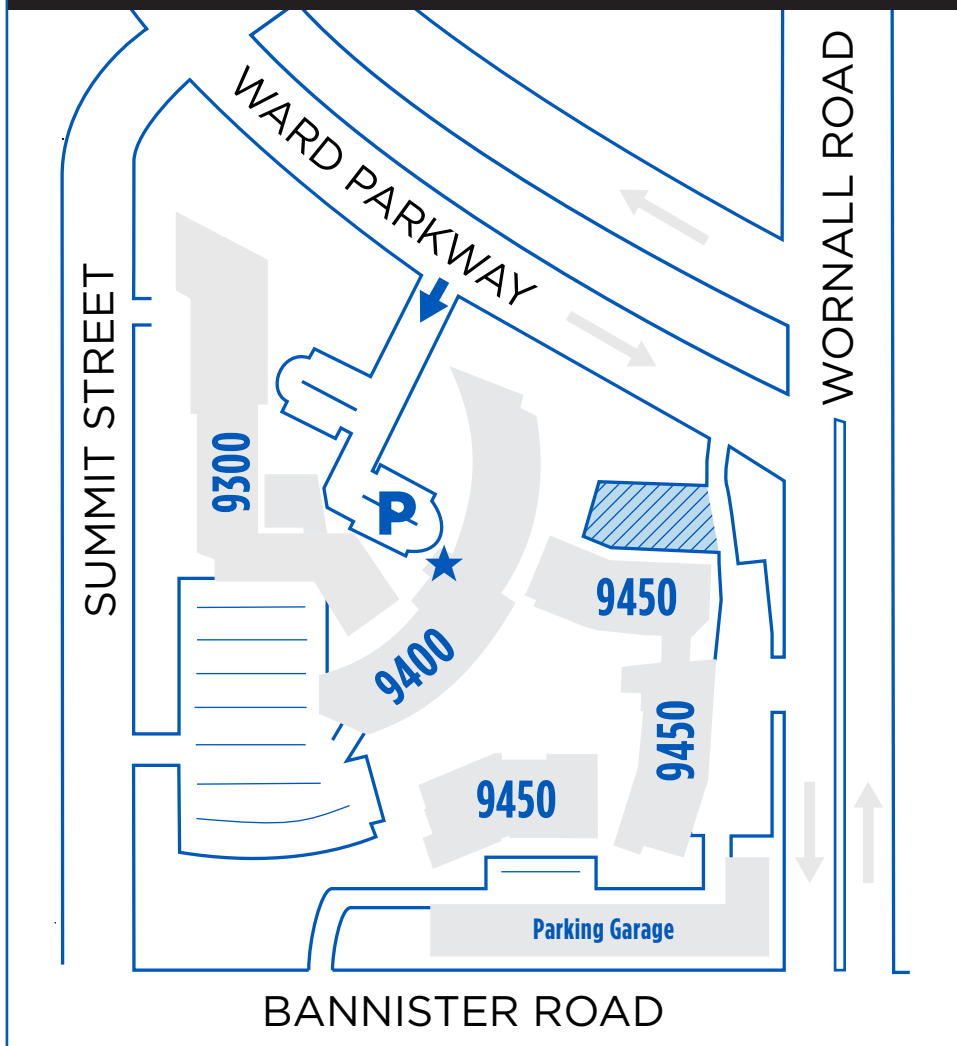 WARD PARKWAY
WORNALL ROAD
SUMMIT STREET
9300
P
9450
9400
9450
9450
Parking Garage
BANNISTER ROAD